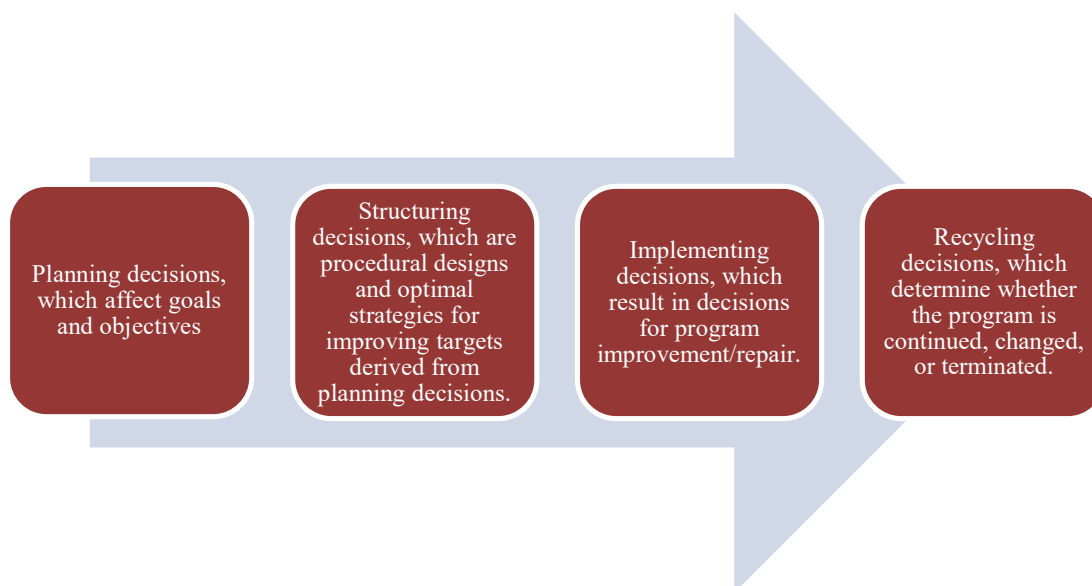 Planning decisions,
which affect goals
and objectives
Structuring
decisions, which are
procedural designs
and optimal
strategies for
improving targets
derived from
planning decisions.
Implementing
decisions, which
result in decisions
for program
improvement/repair.
Recycling
decisions, which
determine whether
the program is
continued, changed,
or terminated.